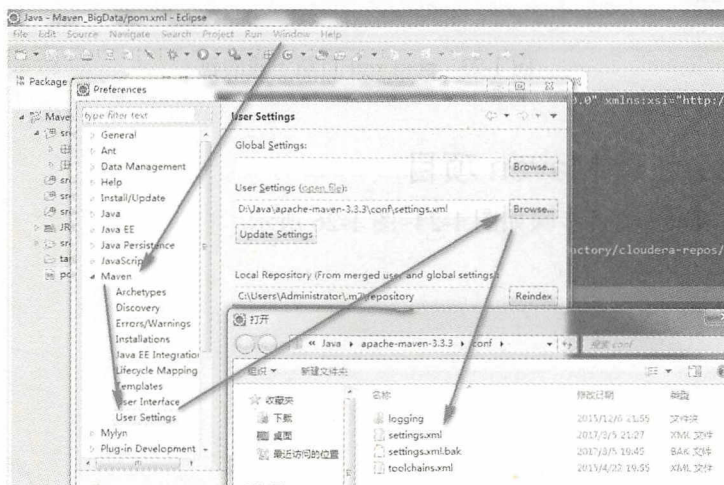 Java - Maven_BigData/pom.xml - Eclipse
File Edit Source Navigate Search Project Run Window Help
Package
Preferences
0.0" xmlns:xsi="http:/
type filter text
User Settings
Maven
General
Ant
Data Management
Help
Install/Update
Java
Java EE
Java Persistence
JavaScript
Maven
Archetypes
Discovery
Errors/Warnings
Installations
Java EE Integration
Lifecycle Mapping
Templates
User Interface
User Settings
Mylyn
Plug-in Development
Global Settings:
Browse...
User Settings (open file):
D:\Java\apache-maven-3.3.3\conf\settings.xml
Browse...
Update Settings
actory/cloudera-repos/
Local Repository (From merged user and global settings):
C:\Users\Administrator\.m2\repository
Reindex
打开
« Java apache-maven-3.3.3 conf
搜索 conf
组织 新建文件夹
收藏夹
下载
桌面
最近访问的位置
名称 修改日期 类型
logging 2015/12/6 21:55 文件夹
settings.xml 2017/3/5 21:27 XML 文件
settings.xml.bak 2017/3/5 19:45 BAK 文件
toolchains.xml 2015/4/22 19:55 XML 文件